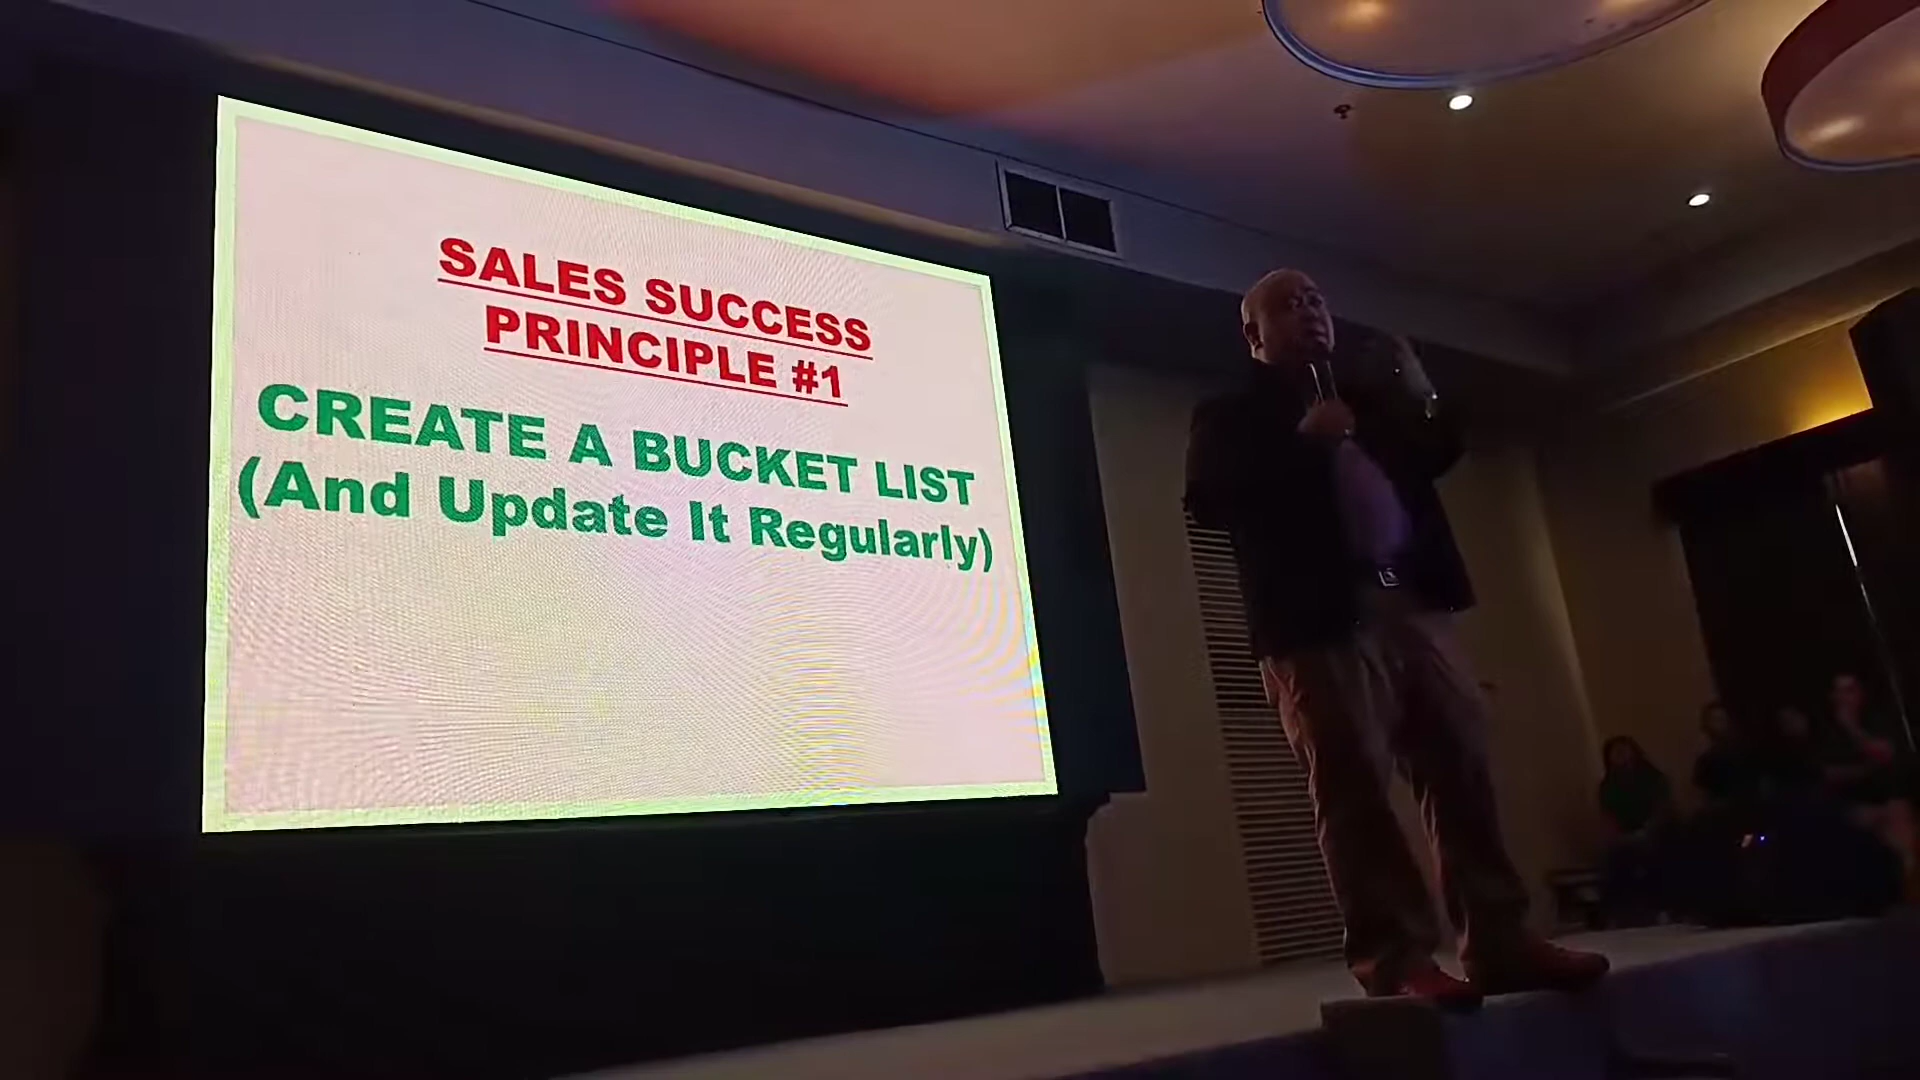 SALES SUCCESS
PRINCIPLE #1
CREATE A BUCKET LIST
(And Update It Regularly)